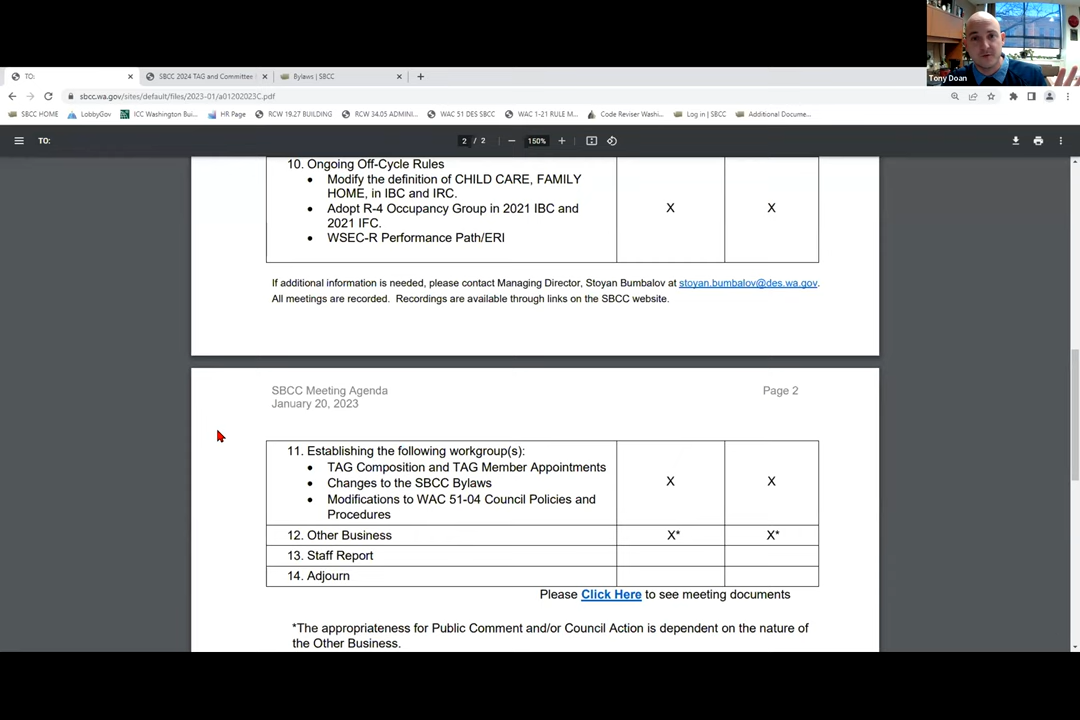 Tony Doan
TO:
SBCC 2024 TAG and Committee
Bylaws | SBCC
sbcc.wa.gov/sites/default/files/2023-01/a01202023C.pdf
SBCC HOME
LobbyGov
ICC Washington Bui...
HR Page
RCW 19.27 BUILDING
RCW 34.05 ADMINI...
WAC 51 DES SBCC
WAC 1-21 RULE M...
Code Reviser Washi...
Log in | SBCC
Additional Docume...
TO:
2 / 2
150%
10. Ongoing Off-Cycle Rules
• Modify the definition of CHILD CARE, FAMILY
HOME, in IBC and IRC.
• Adopt R-4 Occupancy Group in 2021 IBC and
2021 IFC.
• WSEC-R Performance Path/ERI
X
X
If additional information is needed, please contact Managing Director, Stoyan Bumbalov at stoyan.bumbalov@des.wa.gov.
All meetings are recorded. Recordings are available through links on the SBCC website.
SBCC Meeting Agenda
Page 2
January 20, 2023
11. Establishing the following workgroup(s):
• TAG Composition and TAG Member Appointments
• Changes to the SBCC Bylaws
• Modifications to WAC 51-04 Council Policies and
Procedures
X
X
12. Other Business
X*
X*
13. Staff Report
14. Adjourn
Please Click Here to see meeting documents
*The appropriateness for Public Comment and/or Council Action is dependent on the nature of
the Other Business.